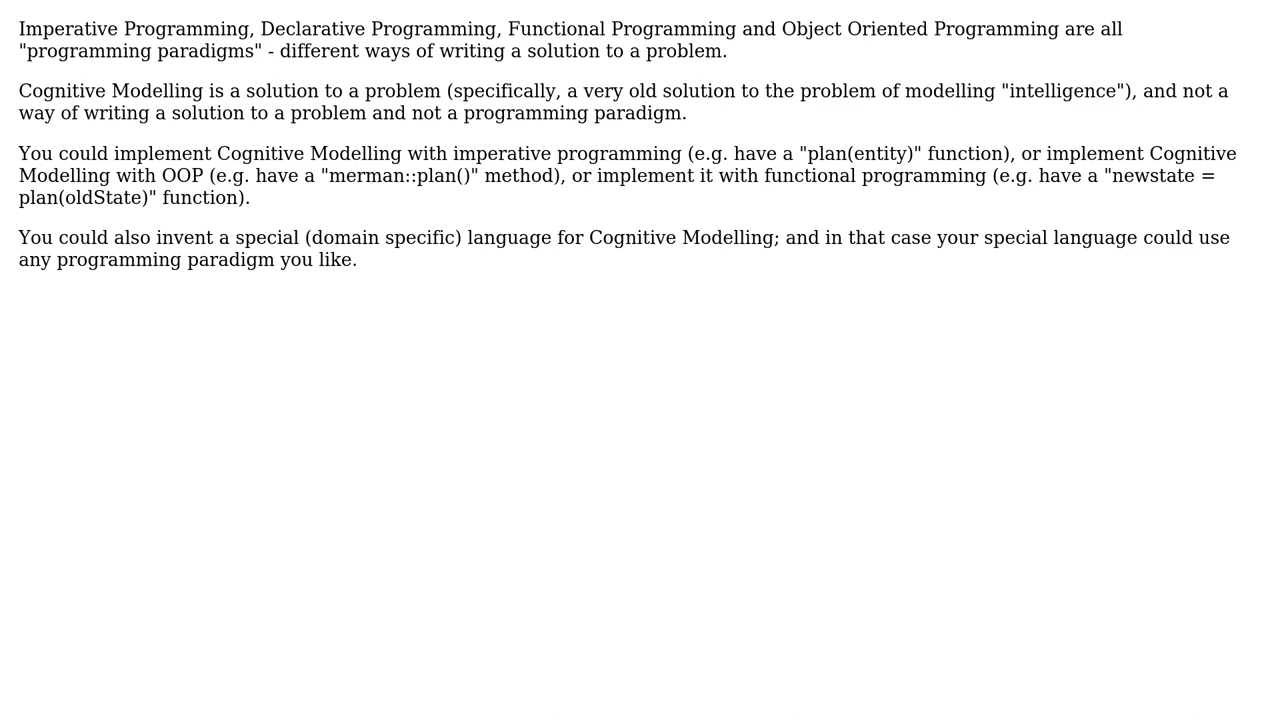 Imperative Programming, Declarative Programming, Functional Programming and Object Oriented Programming are all
"programming paradigms" - different ways of writing a solution to a problem.
Cognitive Modelling is a solution to a problem (specifically, a very old solution to the problem of modelling "intelligence"), and not a
way of writing a solution to a problem and not a programming paradigm.
You could implement Cognitive Modelling with imperative programming (e.g. have a "plan(entity)" function), or implement Cognitive
Modelling with OOP (e.g. have a "merman::plan()" method), or implement it with functional programming (e.g. have a "newstate =
plan(oldState)" function).
You could also invent a special (domain specific) language for Cognitive Modelling; and in that case your special language could use
any programming paradigm you like.